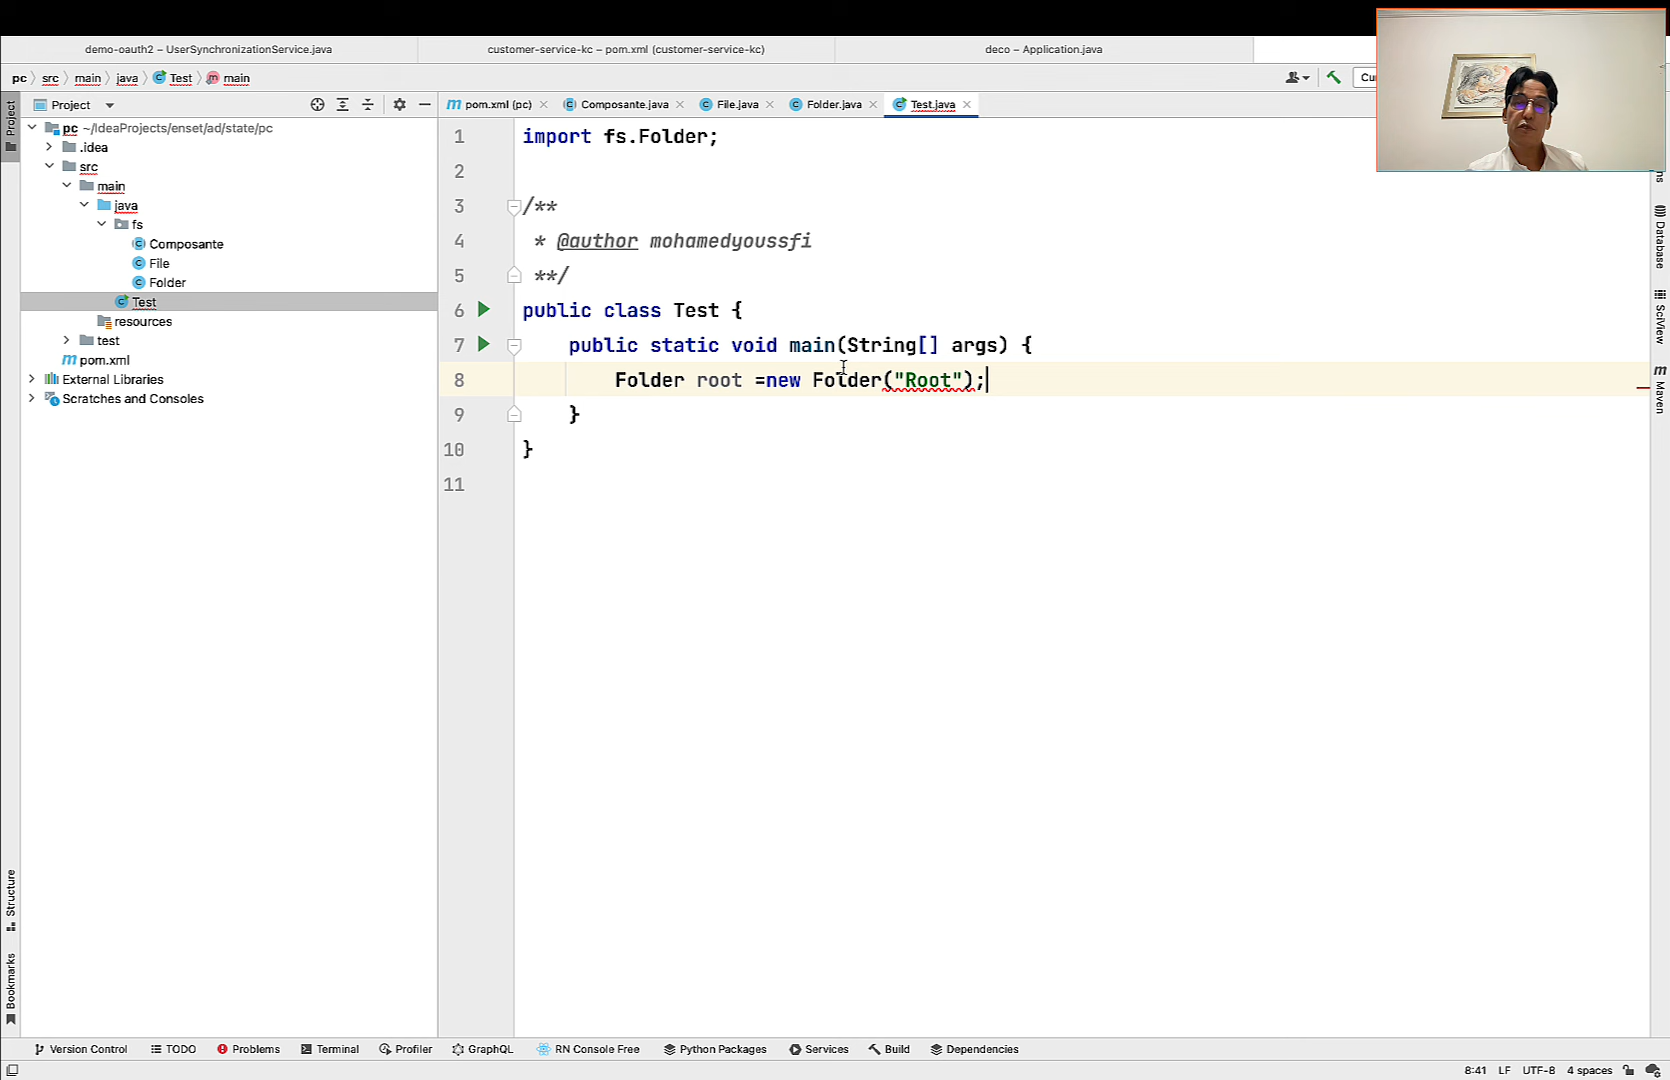 demo-oauth2 – UserSynchronizationService.java
customer-service-kc – pom.xml (customer-service-kc)
deco – Application.java
pc src main java Test main
Project
pom.xml (pc) Composante.java File.java Folder.java Test.java
pc ~/IdeaProjects/enset/ad/state/pc
.idea
src
main
java
fs
Composante
File
Folder
Test
resources
test
pom.xml
External Libraries
Scratches and Consoles
1 import fs.Folder;
2
3 /**
4 * @author mohamedyoussfi
5 **/
6 public class Test {
7 public static void main(String[] args) {
8 Folder root =new Folder("Root");
9 }
10 }
11
Project
Structure
Bookmarks
Database
SciView
Maven
Version Control TODO Problems Terminal Profiler GraphQL RN Console Free Python Packages Services Build Dependencies
8:41 LF UTF-8 4 spaces